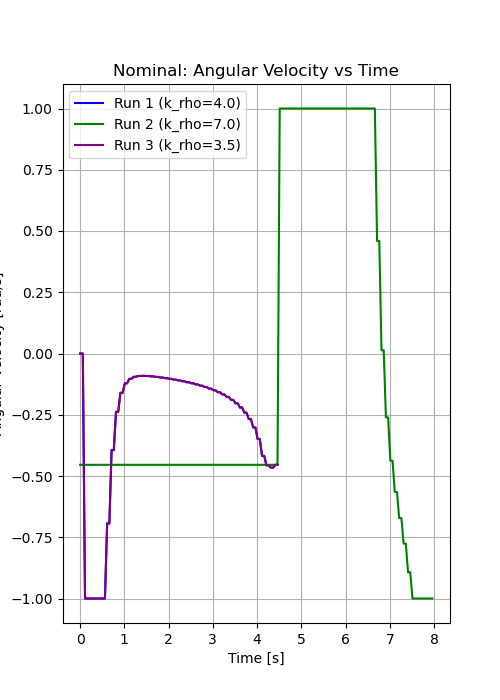 Nominal: Angular Velocity vs Time
Run 1 (k_rho=4.0)
Run 2 (k_rho=7.0)
Run 3 (k_rho=3.5)
1.00
0.75
0.50
0.25
0.00
−0.25
−0.50
−0.75
−1.00
0 1 2 3 4 5 6 7 8
Time [s]